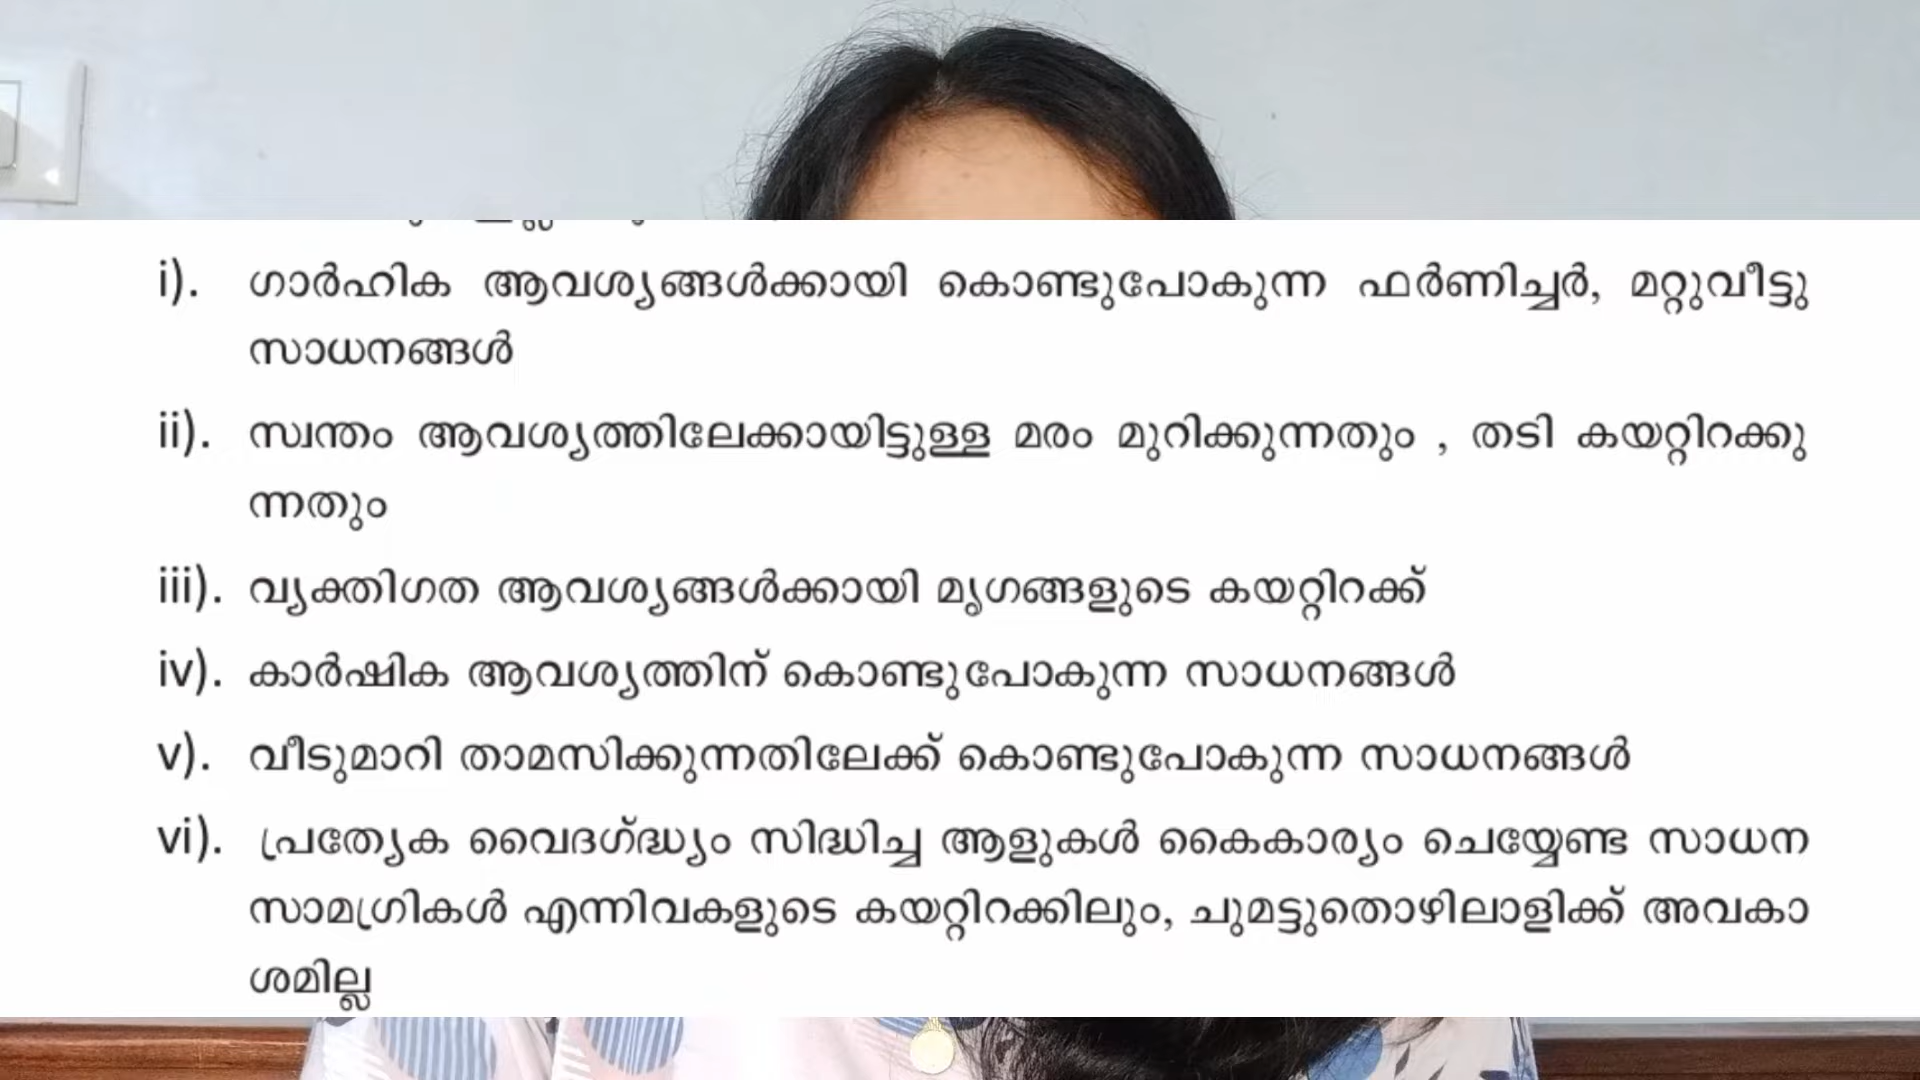 i). ഗാർഹിക ആവശ്യങ്ങൾക്കായി കൊണ്ടുപോകുന്ന ഫർണിച്ചർ, മറ്റുവീട്ടു
സാധനങ്ങൾ
ii). സ്വന്തം ആവശ്യത്തിലേക്കായിട്ടുള്ള മരം മുറിക്കുന്നതും , തടി കയറ്റിറക്കു
ന്നതും
iii). വ്യക്തിഗത ആവശ്യങ്ങൾക്കായി മൃഗങ്ങളുടെ കയറ്റിറക്ക്
iv). കാർഷിക ആവശ്യത്തിന് കൊണ്ടുപോകുന്ന സാധനങ്ങൾ
v). വീടുമാറി താമസിക്കുന്നതിലേക്ക് കൊണ്ടുപോകുന്ന സാധനങ്ങൾ
vi). പ്രത്യേക വൈദഗ്ദ്ധ്യം സിദ്ധിച്ച ആളുകൾ കൈകാര്യം ചെയ്യേണ്ട സാധന
സാമഗ്രികൾ എന്നിവകളുടെ കയറ്റിറക്കിലും, ചുമട്ടുതൊഴിലാളിക്ക് അവകാ
ശമില്ല